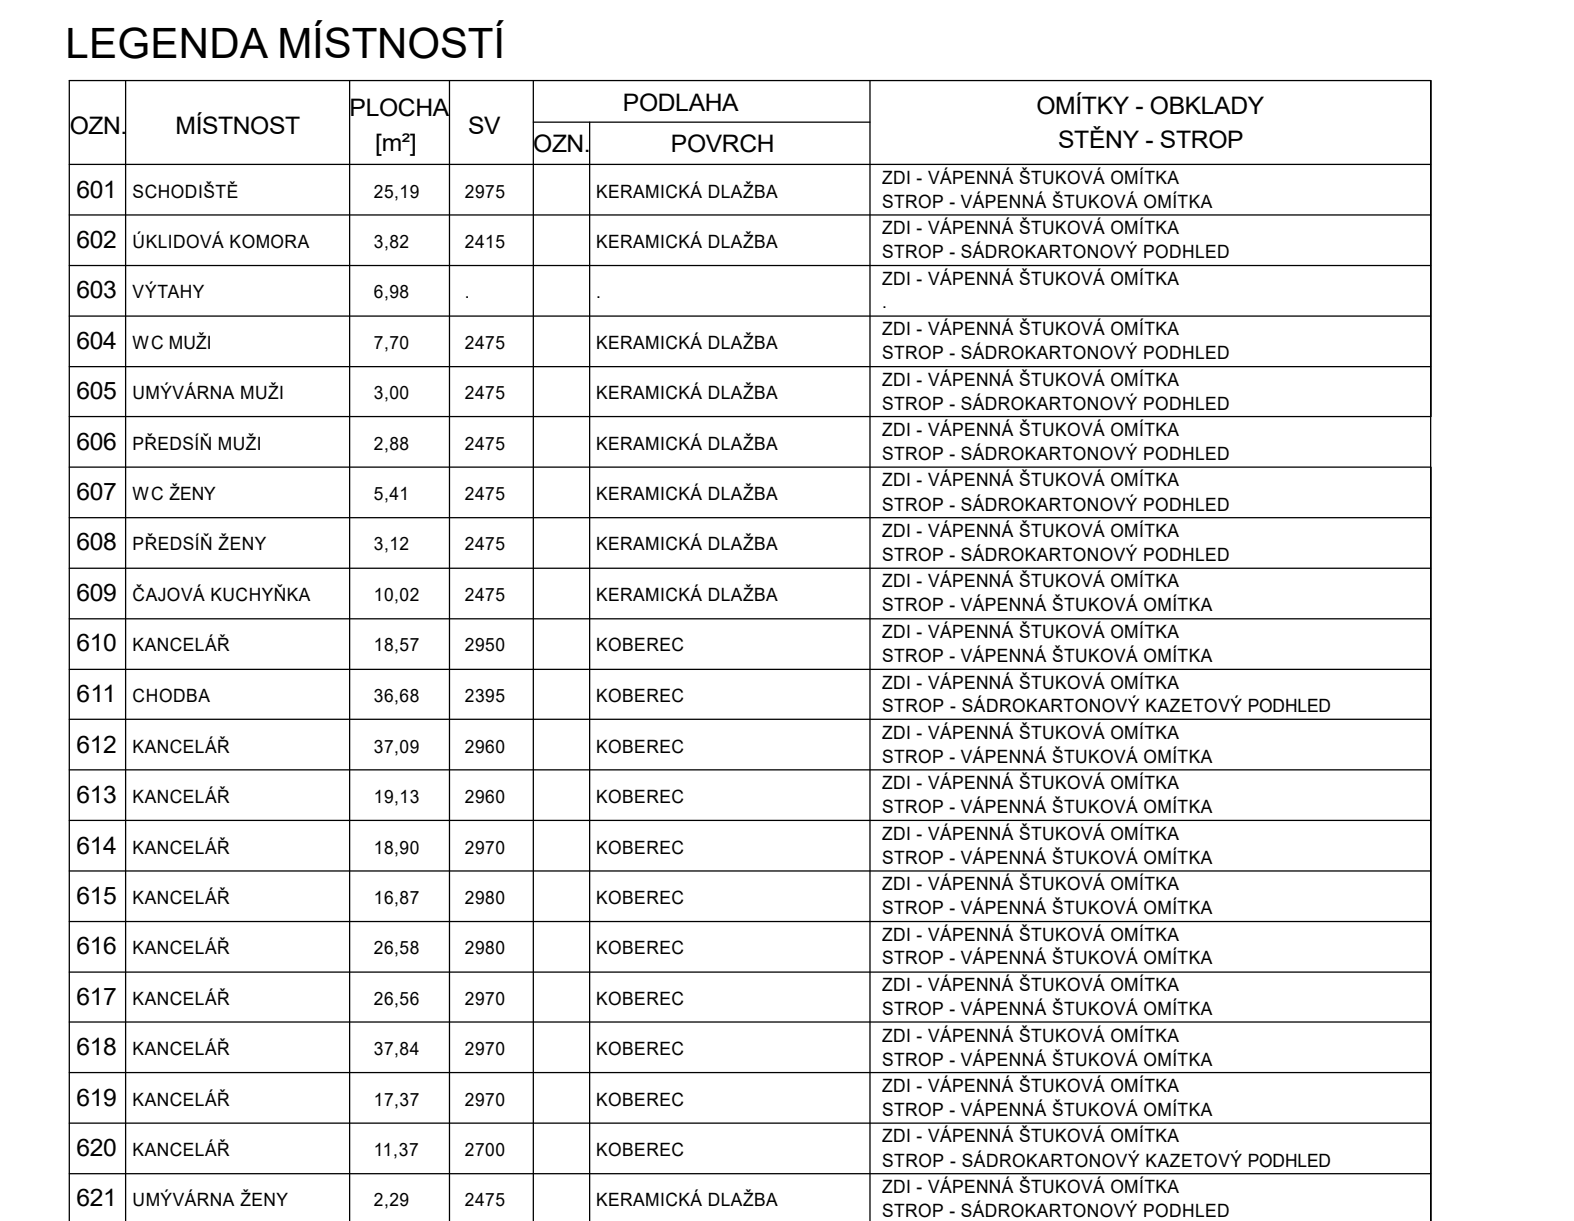 LEGENDA MÍSTNOSTÍ
OZN. MÍSTNOST PLOCHA [m²] SV PODLAHA OZN. POVRCH OMÍTKY - OBKLADY STĚNY - STROP
601 SCHODIŠTĚ 25,19 2975 KERAMICKÁ DLAŽBA ZDI - VÁPENNÁ ŠTUKOVÁ OMÍTKA
STROP - VÁPENNÁ ŠTUKOVÁ OMÍTKA
602 ÚKLIDOVÁ KOMORA 3,82 2415 KERAMICKÁ DLAŽBA ZDI - VÁPENNÁ ŠTUKOVÁ OMÍTKA
STROP - SÁDROKARTONOVÝ PODHLED
603 VÝTAHY 6,98 . . ZDI - VÁPENNÁ ŠTUKOVÁ OMÍTKA
.
604 WC MUŽI 7,70 2475 KERAMICKÁ DLAŽBA ZDI - VÁPENNÁ ŠTUKOVÁ OMÍTKA
STROP - SÁDROKARTONOVÝ PODHLED
605 UMÝVÁRNA MUŽI 3,00 2475 KERAMICKÁ DLAŽBA ZDI - VÁPENNÁ ŠTUKOVÁ OMÍTKA
STROP - SÁDROKARTONOVÝ PODHLED
606 PŘEDSÍŇ MUŽI 2,88 2475 KERAMICKÁ DLAŽBA ZDI - VÁPENNÁ ŠTUKOVÁ OMÍTKA
STROP - SÁDROKARTONOVÝ PODHLED
607 WC ŽENY 5,41 2475 KERAMICKÁ DLAŽBA ZDI - VÁPENNÁ ŠTUKOVÁ OMÍTKA
STROP - SÁDROKARTONOVÝ PODHLED
608 PŘEDSÍŇ ŽENY 3,12 2475 KERAMICKÁ DLAŽBA ZDI - VÁPENNÁ ŠTUKOVÁ OMÍTKA
STROP - SÁDROKARTONOVÝ PODHLED
609 ČAJOVÁ KUCHYŇKA 10,02 2475 KERAMICKÁ DLAŽBA ZDI - VÁPENNÁ ŠTUKOVÁ OMÍTKA
STROP - VÁPENNÁ ŠTUKOVÁ OMÍTKA
610 KANCELÁŘ 18,57 2950 KOBEREC ZDI - VÁPENNÁ ŠTUKOVÁ OMÍTKA
STROP - VÁPENNÁ ŠTUKOVÁ OMÍTKA
611 CHODBA 36,68 2395 KOBEREC ZDI - VÁPENNÁ ŠTUKOVÁ OMÍTKA
STROP - SÁDROKARTONOVÝ KAZETOVÝ PODHLED
612 KANCELÁŘ 37,09 2960 KOBEREC ZDI - VÁPENNÁ ŠTUKOVÁ OMÍTKA
STROP - VÁPENNÁ ŠTUKOVÁ OMÍTKA
613 KANCELÁŘ 19,13 2960 KOBEREC ZDI - VÁPENNÁ ŠTUKOVÁ OMÍTKA
STROP - VÁPENNÁ ŠTUKOVÁ OMÍTKA
614 KANCELÁŘ 18,90 2970 KOBEREC ZDI - VÁPENNÁ ŠTUKOVÁ OMÍTKA
STROP - VÁPENNÁ ŠTUKOVÁ OMÍTKA
615 KANCELÁŘ 16,87 2980 KOBEREC ZDI - VÁPENNÁ ŠTUKOVÁ OMÍTKA
STROP - VÁPENNÁ ŠTUKOVÁ OMÍTKA
616 KANCELÁŘ 26,58 2980 KOBEREC ZDI - VÁPENNÁ ŠTUKOVÁ OMÍTKA
STROP - VÁPENNÁ ŠTUKOVÁ OMÍTKA
617 KANCELÁŘ 26,56 2970 KOBEREC ZDI - VÁPENNÁ ŠTUKOVÁ OMÍTKA
STROP - VÁPENNÁ ŠTUKOVÁ OMÍTKA
618 KANCELÁŘ 37,84 2970 KOBEREC ZDI - VÁPENNÁ ŠTUKOVÁ OMÍTKA
STROP - VÁPENNÁ ŠTUKOVÁ OMÍTKA
619 KANCELÁŘ 17,37 2970 KOBEREC ZDI - VÁPENNÁ ŠTUKOVÁ OMÍTKA
STROP - VÁPENNÁ ŠTUKOVÁ OMÍTKA
620 KANCELÁŘ 11,37 2700 KOBEREC ZDI - VÁPENNÁ ŠTUKOVÁ OMÍTKA
STROP - SÁDROKARTONOVÝ KAZETOVÝ PODHLED
621 UMÝVÁRNA ŽENY 2,29 2475 KERAMICKÁ DLAŽBA ZDI - VÁPENNÁ ŠTUKOVÁ OMÍTKA
STROP - SÁDROKARTONOVÝ PODHLED